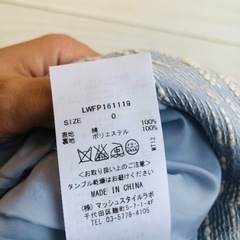 LWFP161119
SIZE 0
表地 綿 100%
裏地 ポリエステル 100%
W112
<お取り扱い上のご注意>
タンブル乾燥はお避け下さい
MADE IN CHINA
(株)マッシュスタイルラボ
千代田区麹町5-7-1-4F
TEL 03-5778-4105